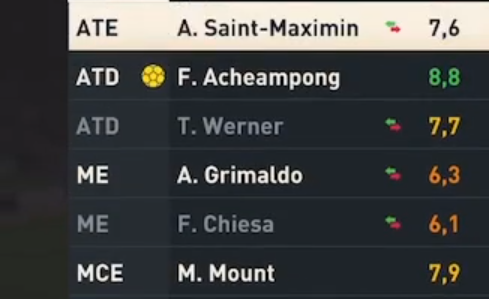 ATE A. Saint-Maximin 7,6
ATD F. Acheampong 8,8
ATD T. Werner 7,7
ME A. Grimaldo 6,3
ME F. Chiesa 6,1
MCE M. Mount 7,9